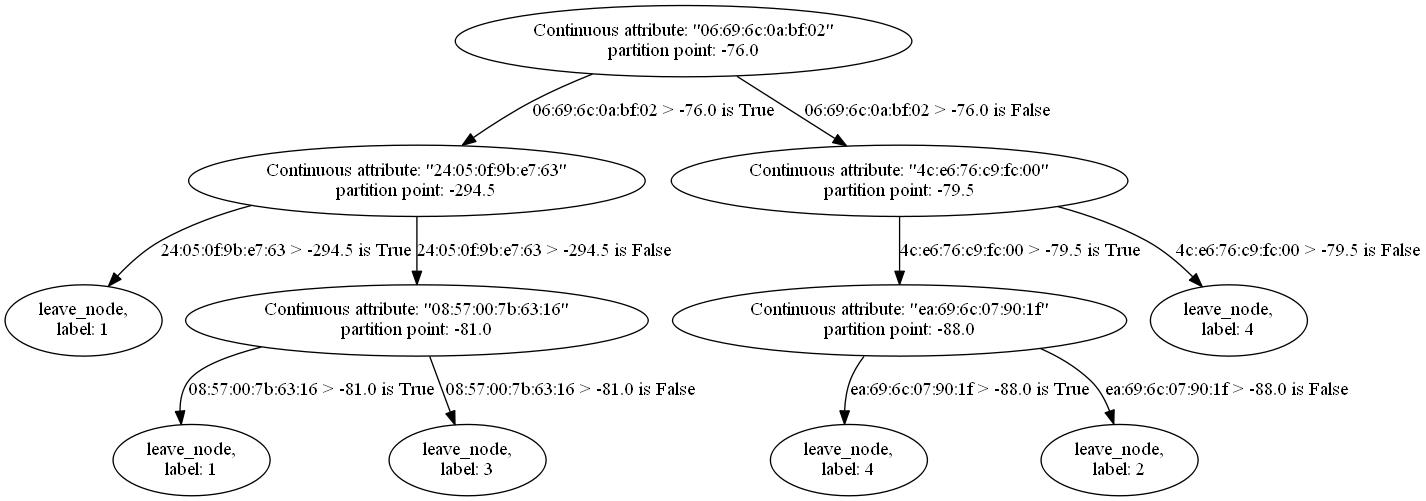 Continuous attribute: "06:69:6c:0a:bf:02"
partition point: -76.0
06:69:6c:0a:bf:02 > -76.0 is True
06:69:6c:0a:bf:02 > -76.0 is False
Continuous attribute: "24:05:0f:9b:e7:63"
partition point: -294.5
Continuous attribute: "4c:e6:76:c9:fc:00"
partition point: -79.5
24:05:0f:9b:e7:63 > -294.5 is True
24:05:0f:9b:e7:63 > -294.5 is False
4c:e6:76:c9:fc:00 > -79.5 is True
4c:e6:76:c9:fc:00 > -79.5 is False
leave_node,
label: 1
Continuous attribute: "08:57:00:7b:63:16"
partition point: -81.0
Continuous attribute: "ea:69:6c:07:90:1f"
partition point: -88.0
leave_node,
label: 4
08:57:00:7b:63:16 > -81.0 is True
08:57:00:7b:63:16 > -81.0 is False
ea:69:6c:07:90:1f > -88.0 is True
ea:69:6c:07:90:1f > -88.0 is False
leave_node,
label: 1
leave_node,
label: 3
leave_node,
label: 4
leave_node,
label: 2